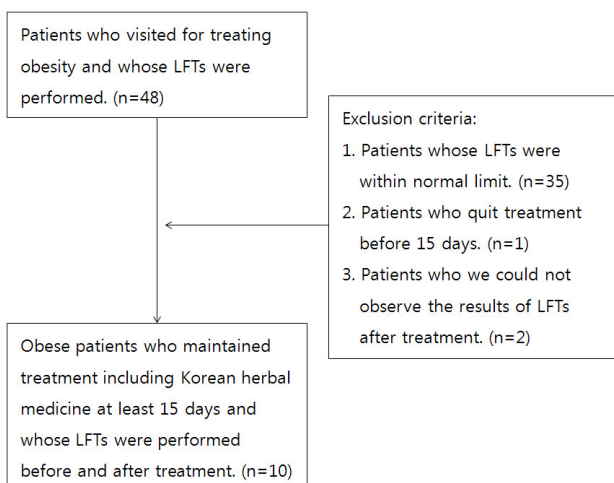 Patients who visited for treating
obesity and whose LFTs were
performed. (n=48)
Exclusion criteria:
1. Patients whose LFTs were
within normal limit. (n=35)
2. Patients who quit treatment
before 15 days. (n=1)
3. Patients who we could not
observe the results of LFTs
after treatment. (n=2)
Obese patients who maintained
treatment including Korean herbal
medicine at least 15 days and
whose LFTs were performed
before and after treatment. (n=10)